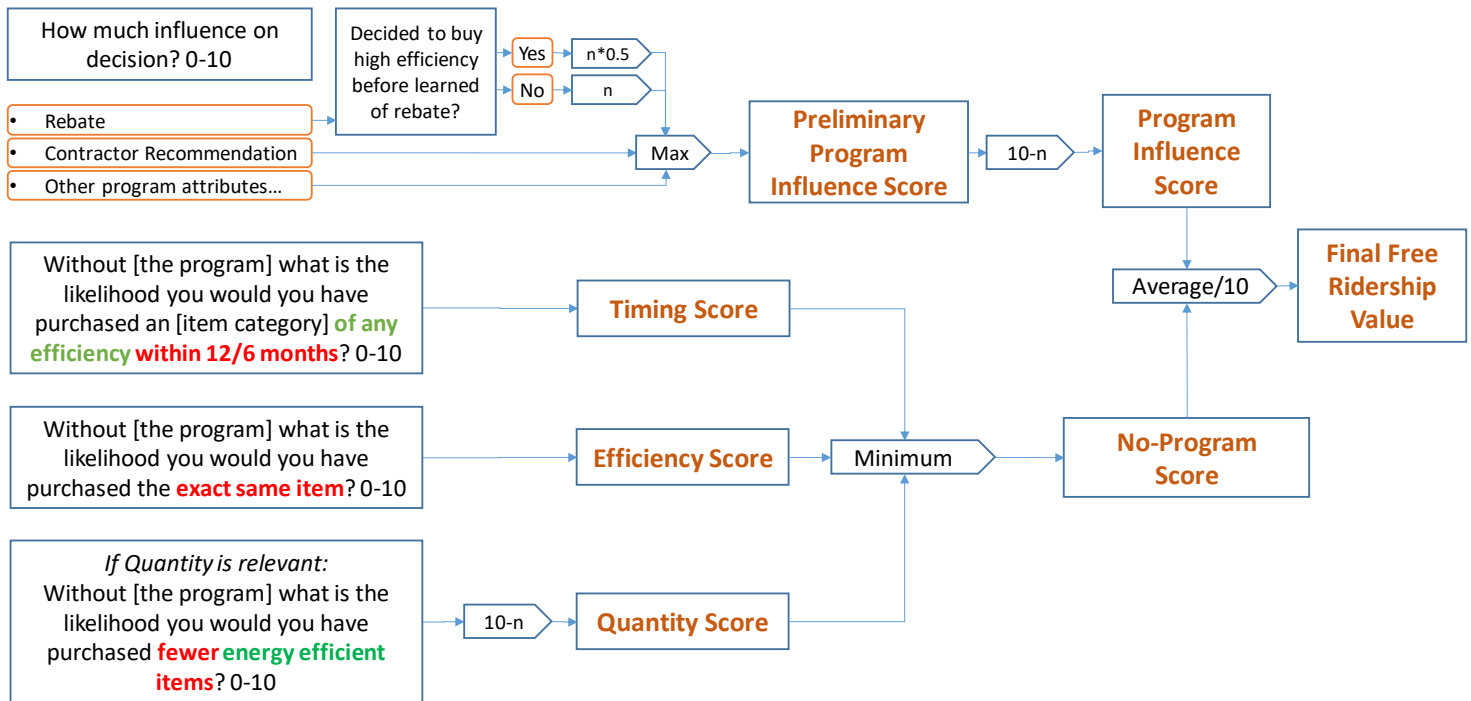 How much influence on
decision? 0-10
Decided to buy
high efficiency
before learned
of rebate?
Yes
n*0.5
No
n
• Rebate
• Contractor Recommendation
• Other program attributes…
Max
Preliminary
Program
Influence Score
10-n
Program
Influence
Score
Without [the program] what is the
likelihood you would you have
purchased an [item category] of any
efficiency within 12/6 months? 0-10
Timing Score
Average/10
Final Free
Ridership
Value
Without [the program] what is the
likelihood you would you have
purchased the exact same item? 0-10
Efficiency Score
Minimum
No-Program
Score
If Quantity is relevant:
Without [the program] what is the
likelihood you would you have
purchased fewer energy efficient
items? 0-10
10-n
Quantity Score